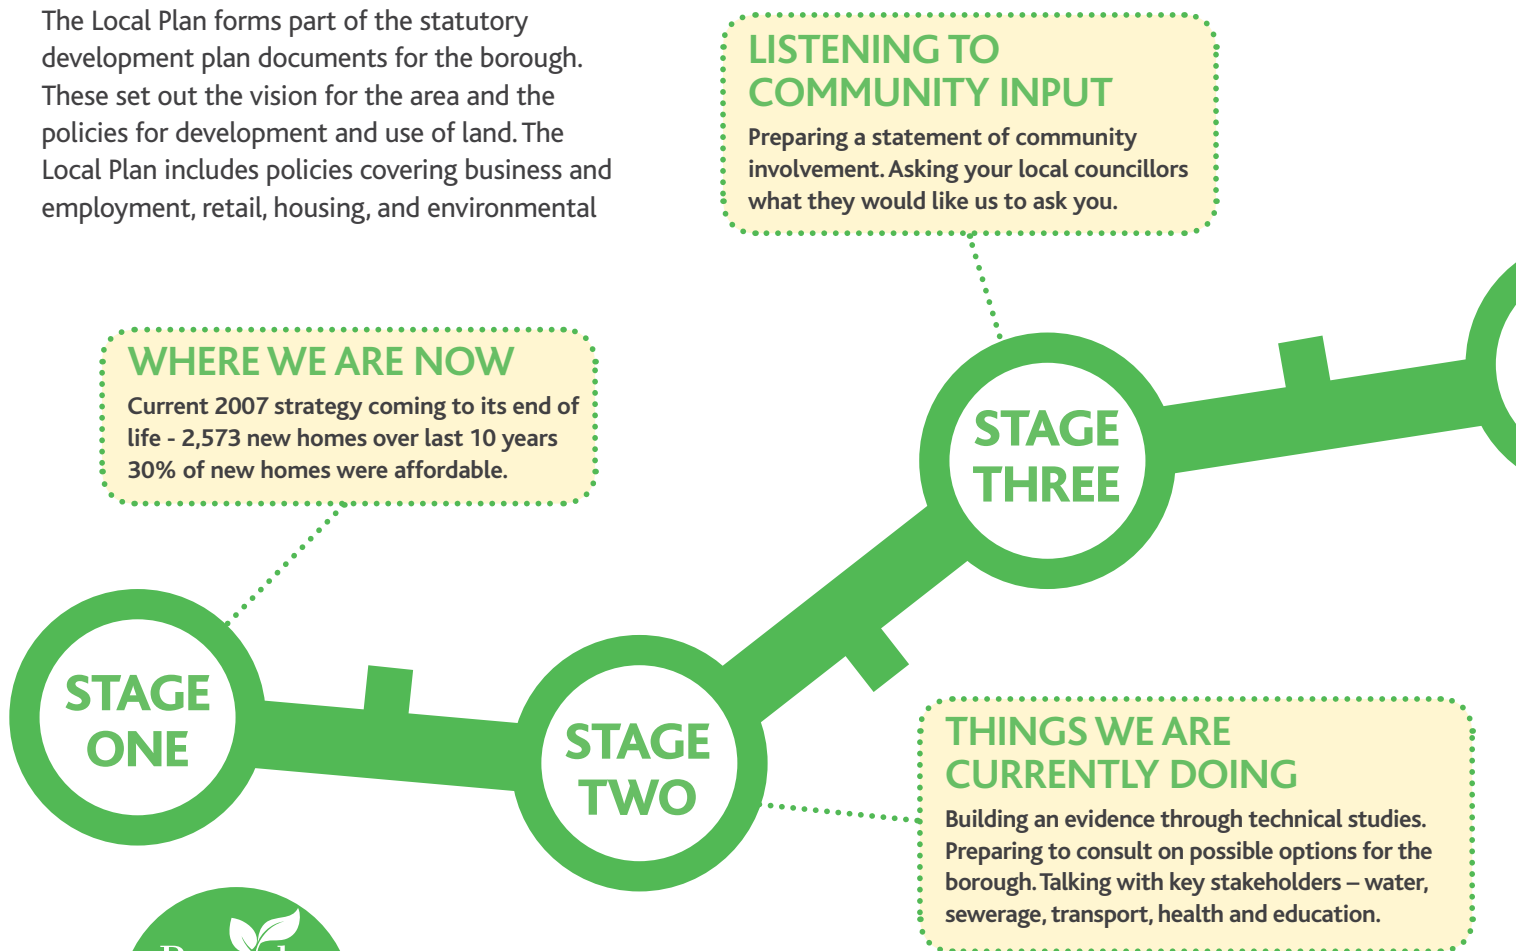 The Local Plan forms part of the statutory
development plan documents for the borough.
These set out the vision for the area and the
policies for development and use of land. The
Local Plan includes policies covering business and
employment, retail, housing, and environmental
LISTENING TO
COMMUNITY INPUT
Preparing a statement of community
involvement. Asking your local councillors
what they would like us to ask you.
WHERE WE ARE NOW
Current 2007 strategy coming to its end of
life - 2,573 new homes over last 10 years
30% of new homes were affordable.
STAGE
THREE
STAGE
ONE
STAGE
TWO
THINGS WE ARE
CURRENTLY DOING
Building an evidence through technical studies.
Preparing to consult on possible options for the
borough. Talking with key stakeholders – water,
sewerage, transport, health and education.